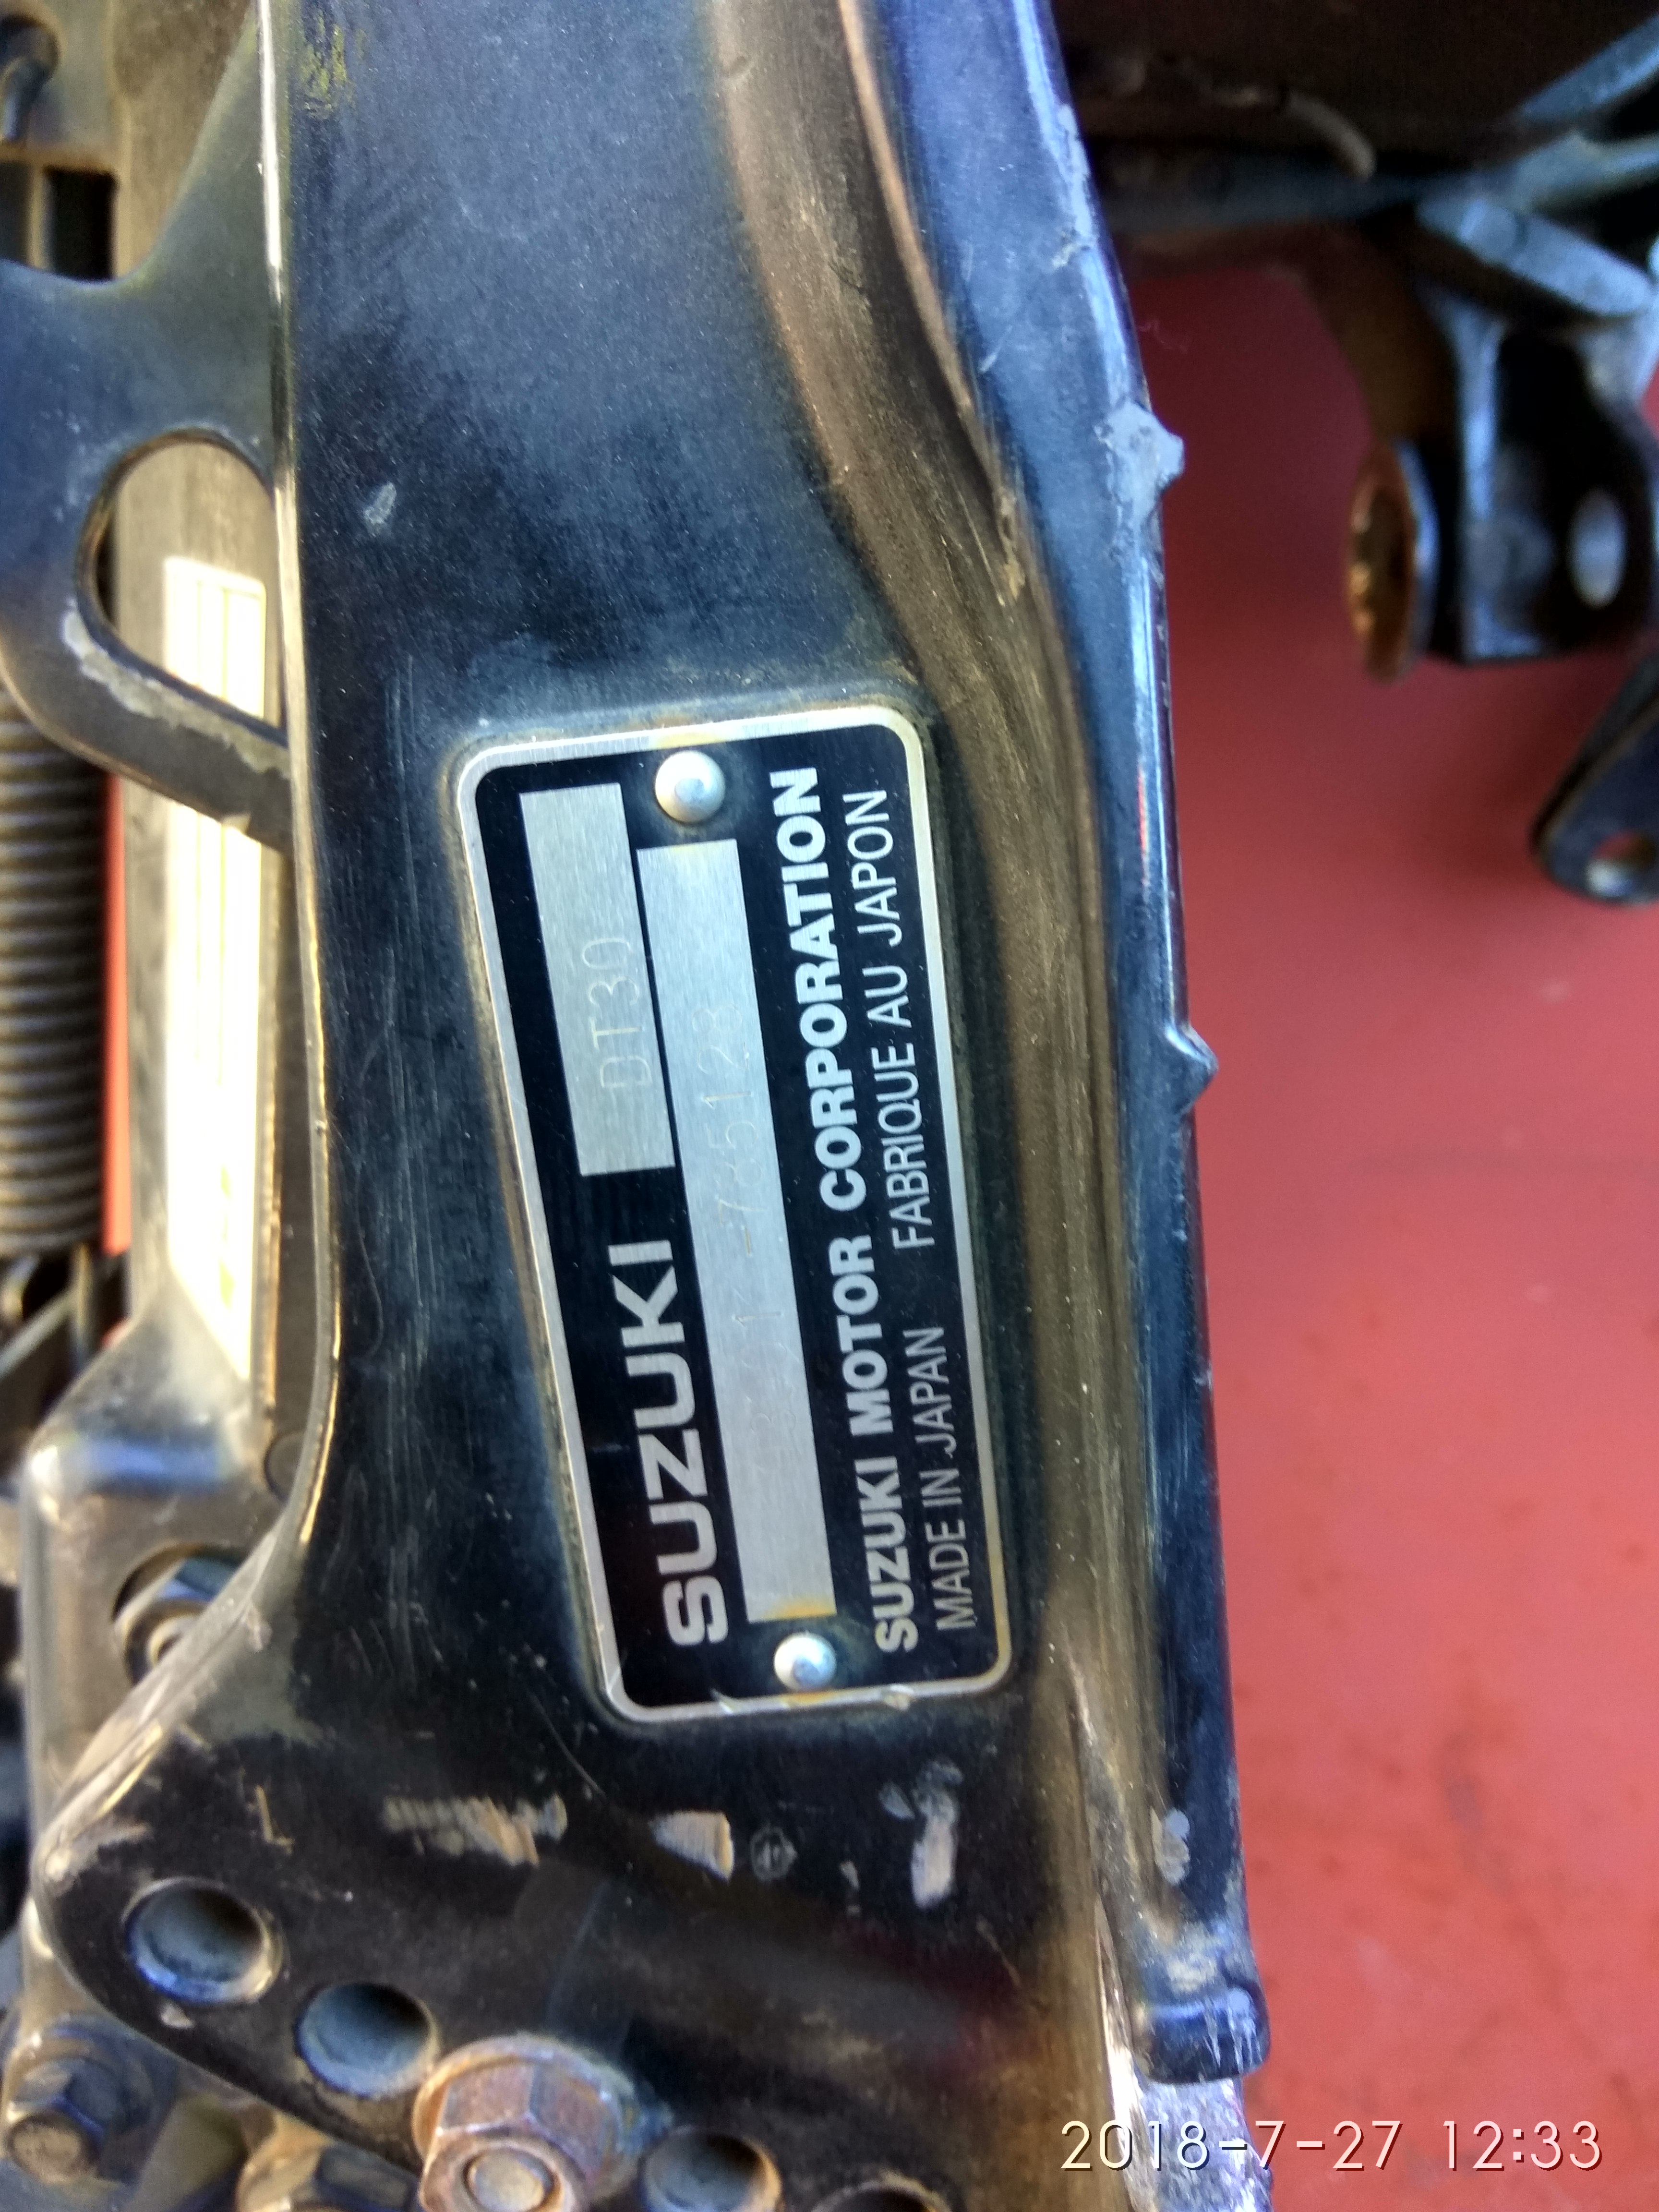 SUZUKI DT30
SUZUKI MOTOR CORPORATION
MADE IN JAPAN FABRIQUE AU JAPON
2018-7-27 12:33